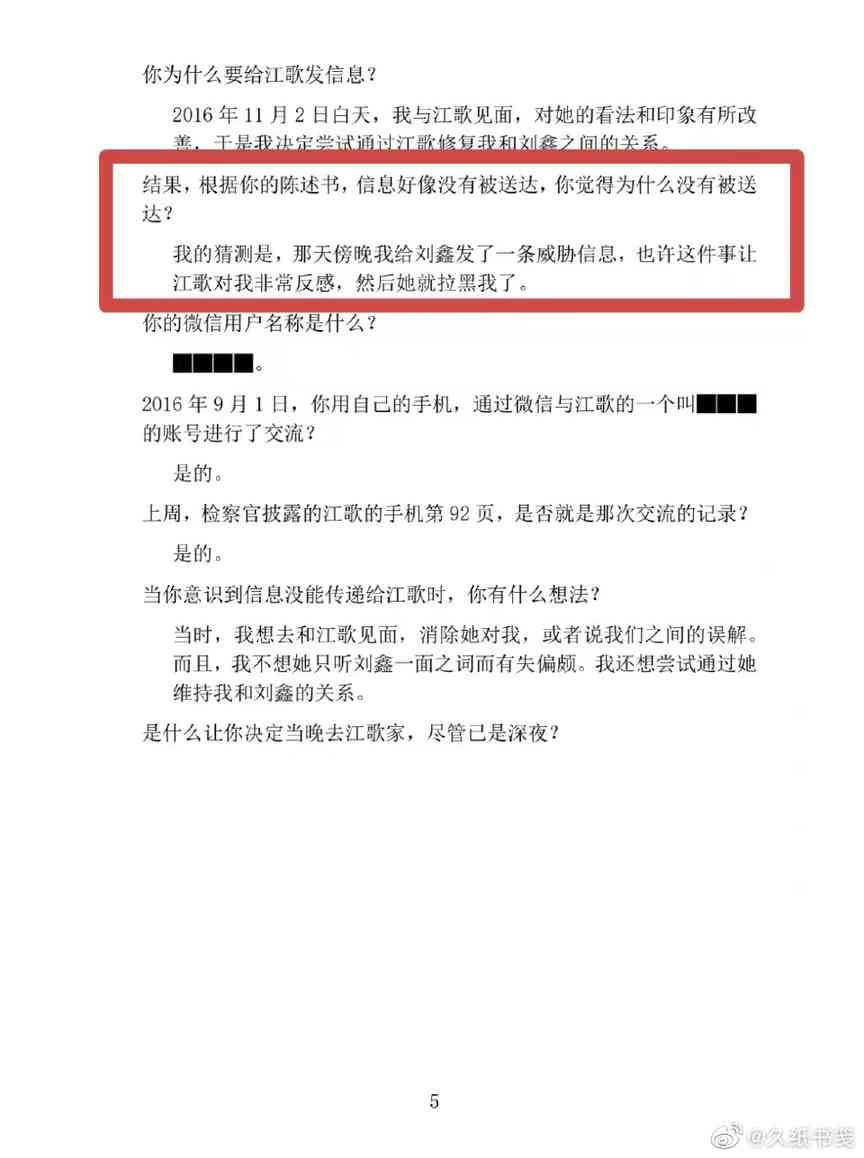 你为什么要给江歌发信息？
2016 年 11 月 2 日白天，我与江歌见面，对她的看法和印象有所改
善，于是我决定尝试通过江歌修复我和刘鑫之间的关系。
结果，根据你的陈述书，信息好像没有被送达，你觉得为什么没有被送
达？
我的猜测是，那天傍晚我给刘鑫发了一条威胁信息，也许这件事让
江歌对我非常反感，然后她就拉黑我了。
你的微信用户名称是什么？
■■■■。
2016 年 9 月 1 日，你用自己的手机，通过微信与江歌的一个叫■■■
的账号进行了交流？
是的。
上周，检察官披露的江歌的手机第 92 页，是否就是那次交流的记录？
是的。
当你意识到信息没能传递给江歌时，你有什么想法？
当时，我想去和江歌见面，消除她对我，或者说我们之间的误解。
而且，我不想她只听刘鑫一面之词而有失偏颇。我还想尝试通过她
维持我和刘鑫的关系。
是什么让你决定当晚去江歌家，尽管已是深夜？
5
@久纸书笺